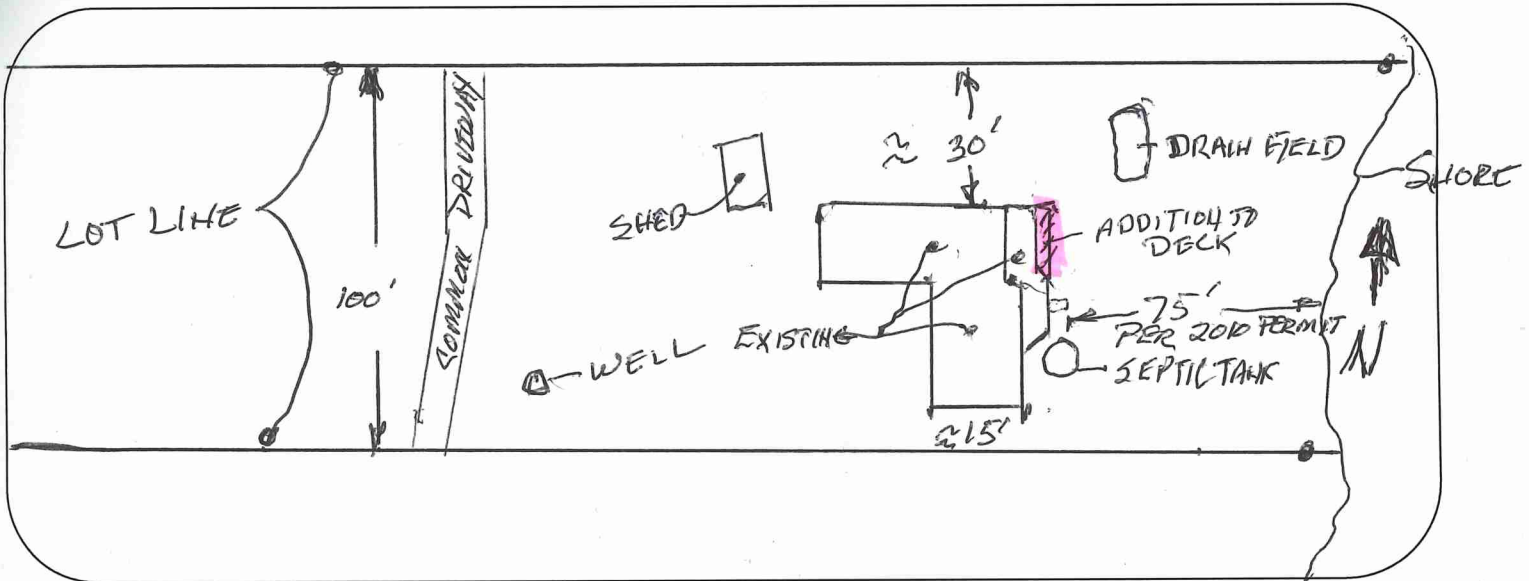 LOT LINE
100'
COMMON DRIVEWAY
SHED
WELL
EXISTING
≈ 30'
≈15'
DRAIN FIELD
ADDITION TO
DECK
75'
PER 2010 PERMIT
SEPTIC TANK
SHORE
N